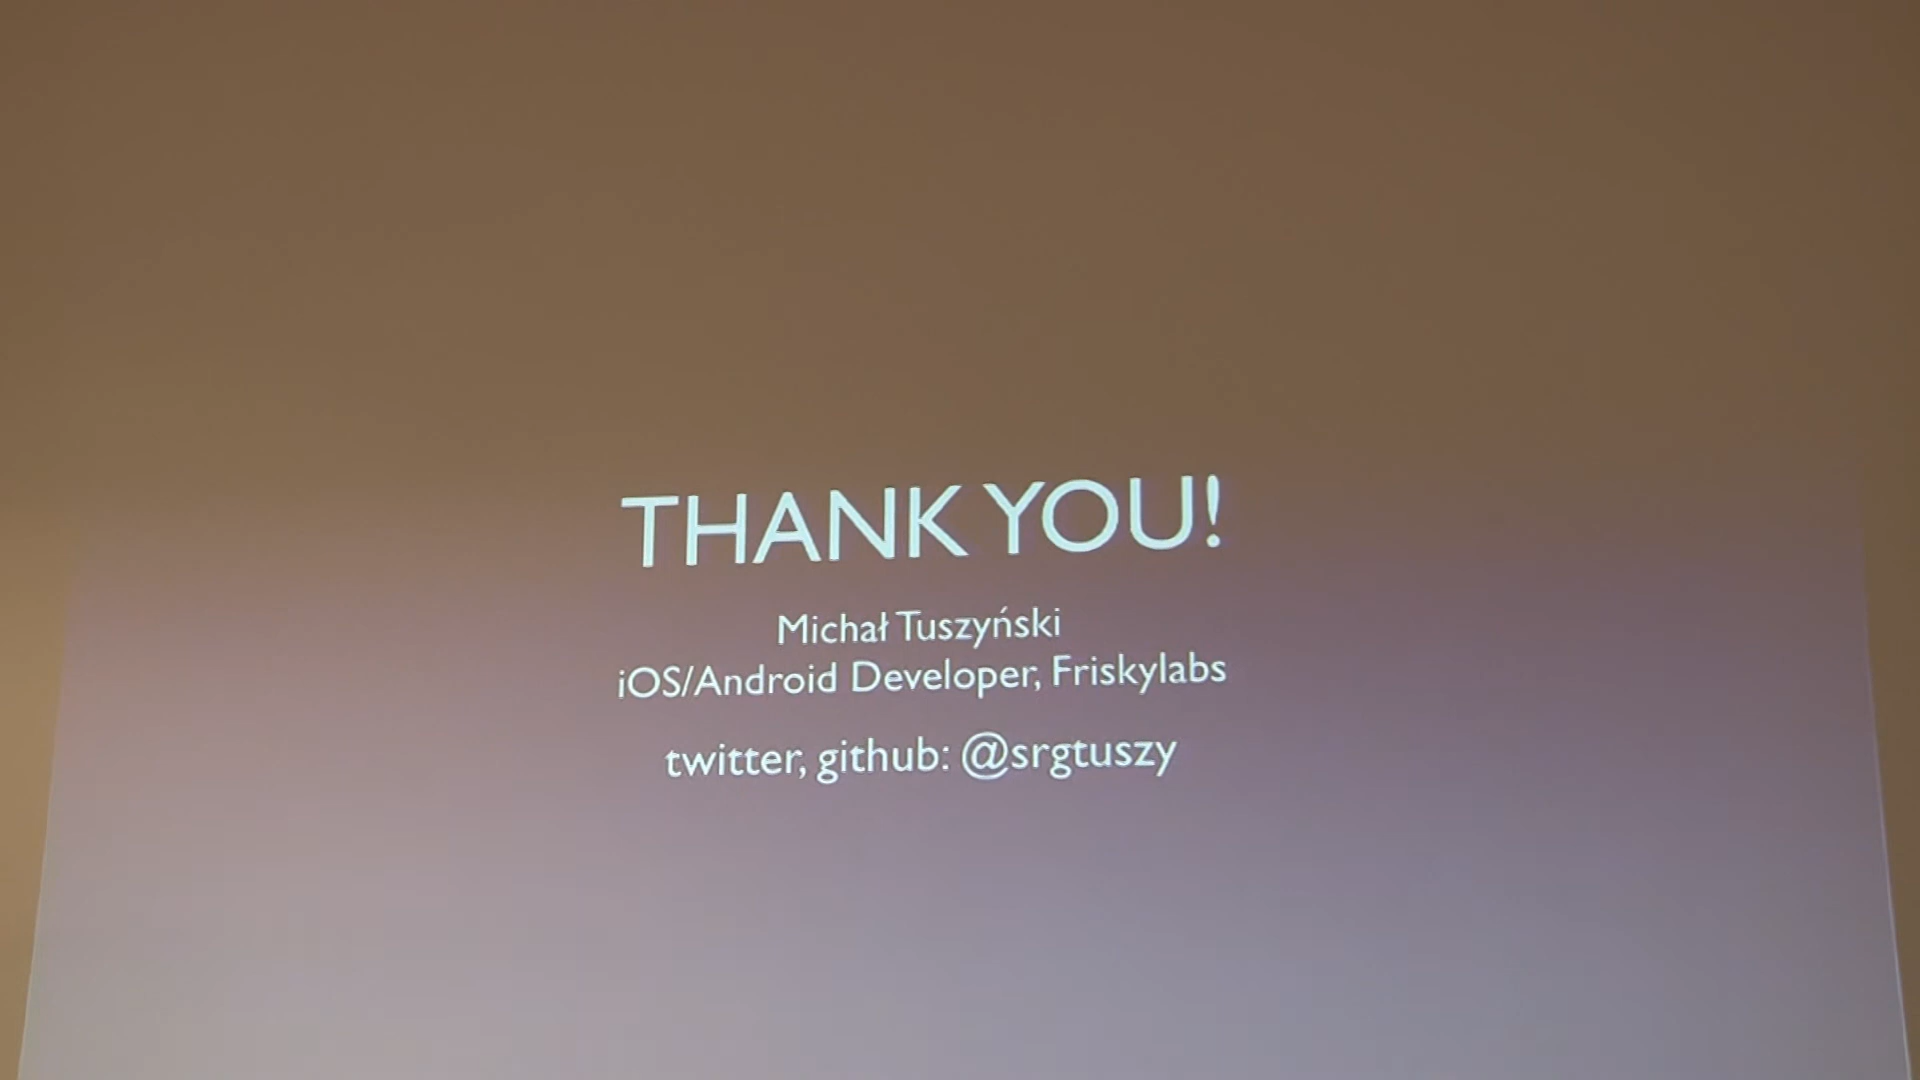 THANK YOU!
Michał Tuszyński
iOS/Android Developer, Friskylabs
twitter, github: @srgtuszy